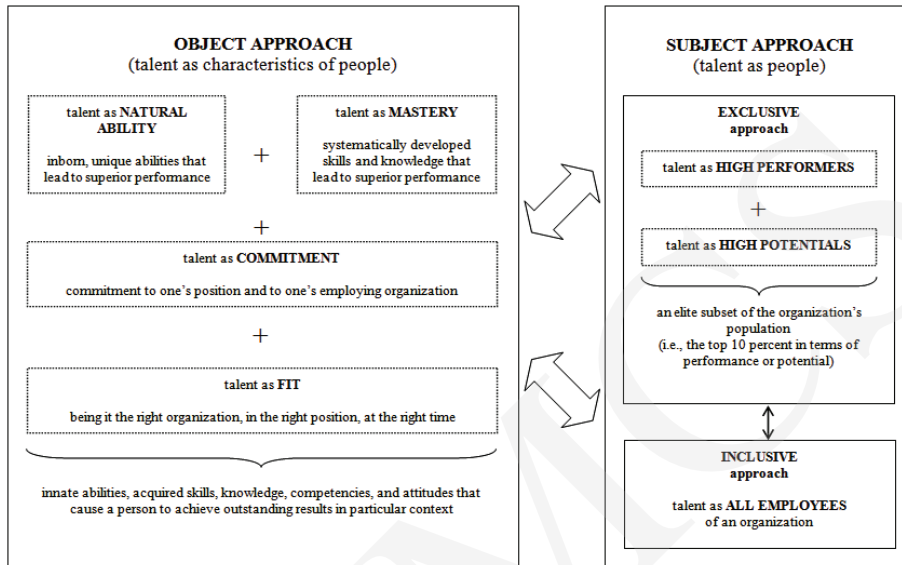 OBJECT APPROACH
(talent as characteristics of people)
talent as NATURAL
ABILITY
inborn, unique abilities that
lead to superior performance
+
talent as MASTERY
systematically developed
skills and knowledge that
lead to superior performance
+
talent as COMMITMENT
commitment to one's position and to one's employing organization
+
talent as FIT
being it the right organization, in the right position, at the right time
innate abilities, acquired skills, knowledge, competencies, and attitudes that
cause a person to achieve outstanding results in particular context
SUBJECT APPROACH
(talent as people)
EXCLUSIVE
approach
talent as HIGH PERFORMERS
+
talent as HIGH POTENTIALS
an elite subset of the organization's
population
(i.e., the top 10 percent in terms of
performance or potential)
INCLUSIVE
approach
talent as ALL EMPLOYEES
of an organization